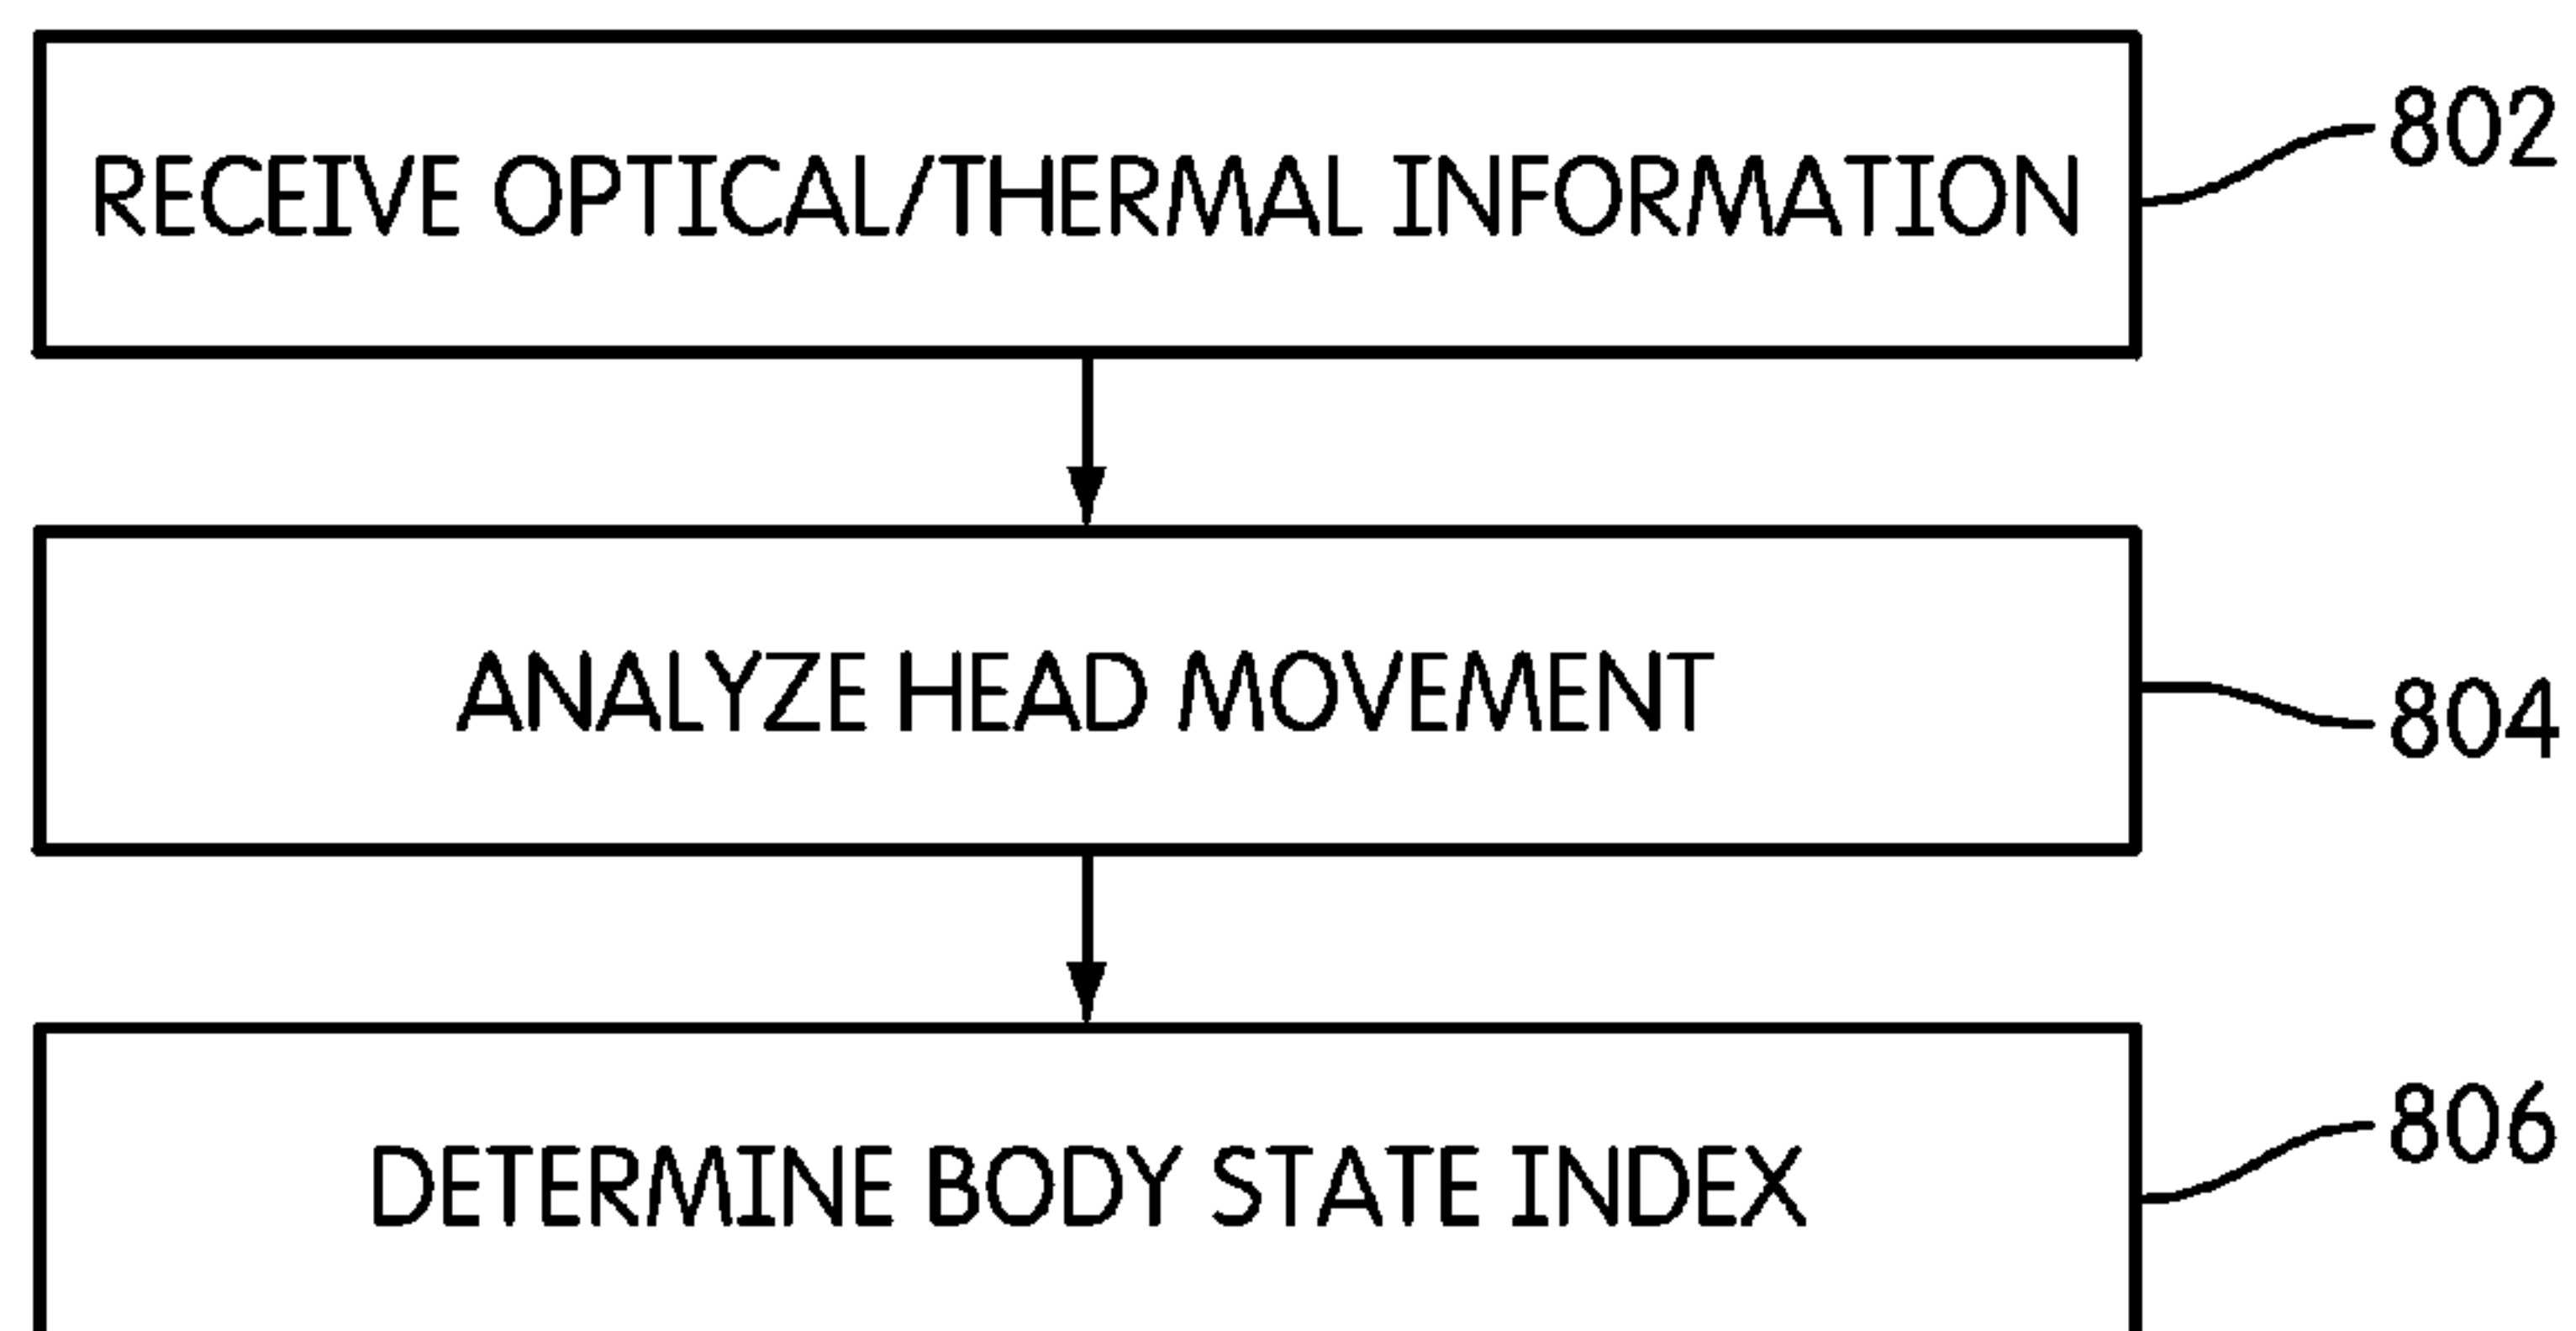 RECEIVE OPTICAL/THERMAL INFORMATION
802
ANALYZE HEAD MOVEMENT
804
DETERMINE BODY STATE INDEX
806